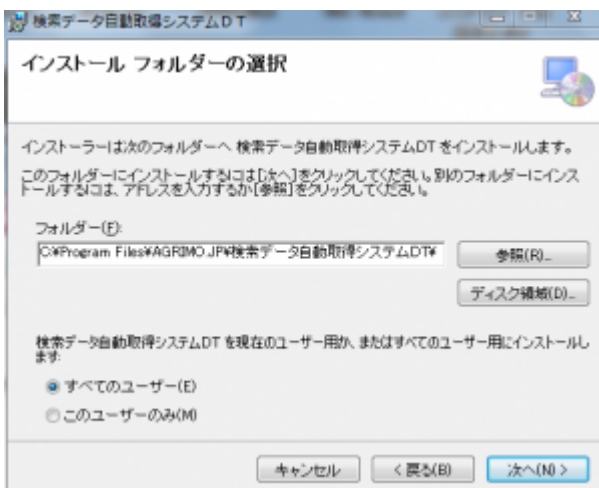 検索データ自動取得システムDT
インストール フォルダーの選択
インストーラーは次のフォルダーへ 検索データ自動取得システムDT をインストールします。
このフォルダーにインストールするには[次へ]をクリックしてください。別のフォルダーにインス
トールするには、アドレスを入力するか[参照]をクリックしてください。
フォルダー(F):
C:¥Program Files¥AGRIMO.JP¥検索データ自動取得システムDT¥
参照(R)...
ディスク領域(D)...
検索データ自動取得システムDT を現在のユーザー用か、またはすべてのユーザー用にインストールし
ます:
すべてのユーザー(E)
このユーザーのみ(M)
キャンセル
< 戻る(B)
次へ(N) >